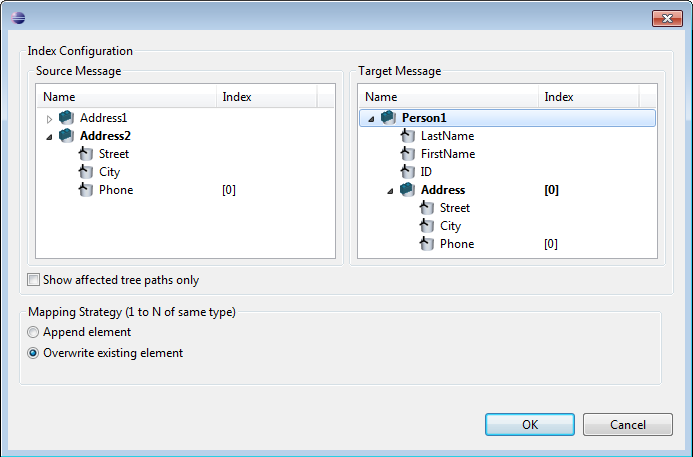 Index Configuration
Source Message
Name Index
Address1
Address2
Street
City
Phone [0]
Target Message
Name Index
Person1
LastName
FirstName
ID
Address [0]
Street
City
Phone [0]
Show affected tree paths only
Mapping Strategy (1 to N of same type)
Append element
Overwrite existing element
OK Cancel